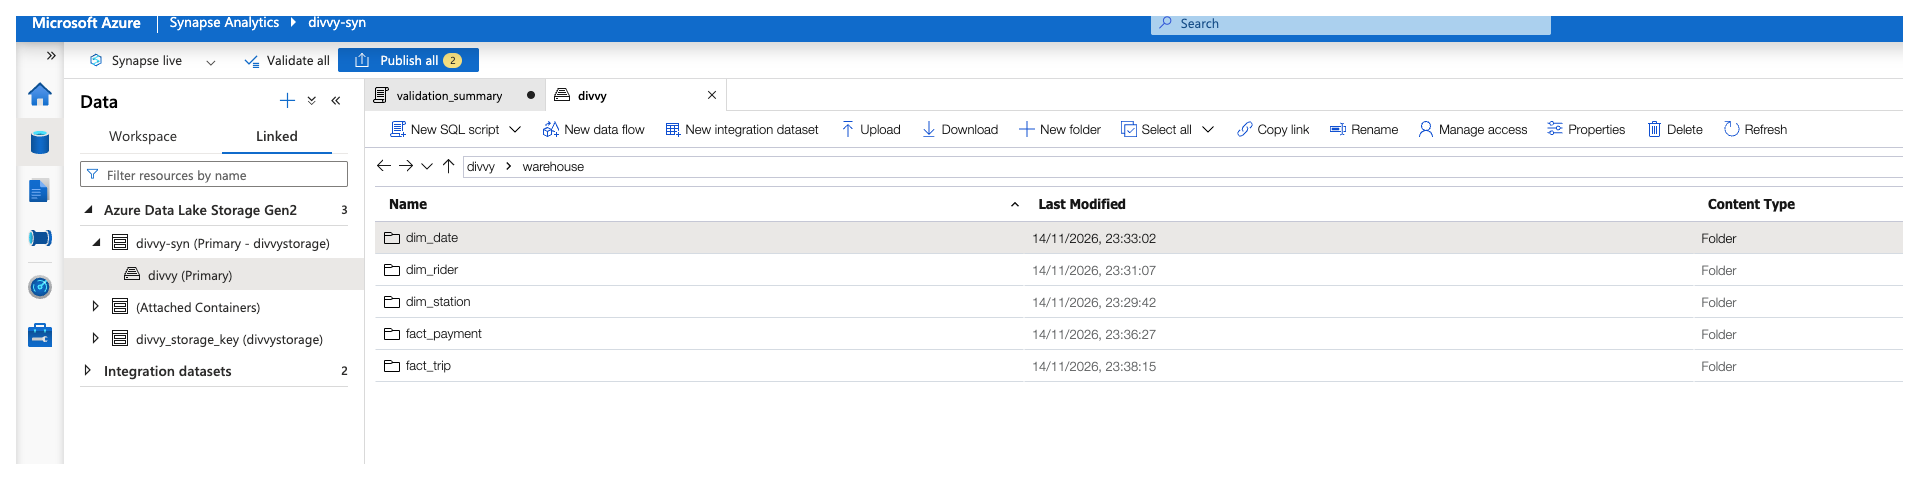 Microsoft Azure | Synapse Analytics divvy-syn Search
Synapse live Validate all Publish all 2
Data
Workspace Linked
Filter resources by name
Azure Data Lake Storage Gen2 3
divvy-syn (Primary - divvystorage)
divvy (Primary)
(Attached Containers)
divvy_storage_key (divvystorage)
Integration datasets 2
validation_summary divvy
New SQL script New data flow New integration dataset Upload Download New folder Select all Copy link Rename Manage access Properties Delete Refresh
divvy > warehouse
Name Last Modified Content Type
dim_date 14/11/2026, 23:33:02 Folder
dim_rider 14/11/2026, 23:31:07 Folder
dim_station 14/11/2026, 23:29:42 Folder
fact_payment 14/11/2026, 23:36:27 Folder
fact_trip 14/11/2026, 23:38:15 Folder